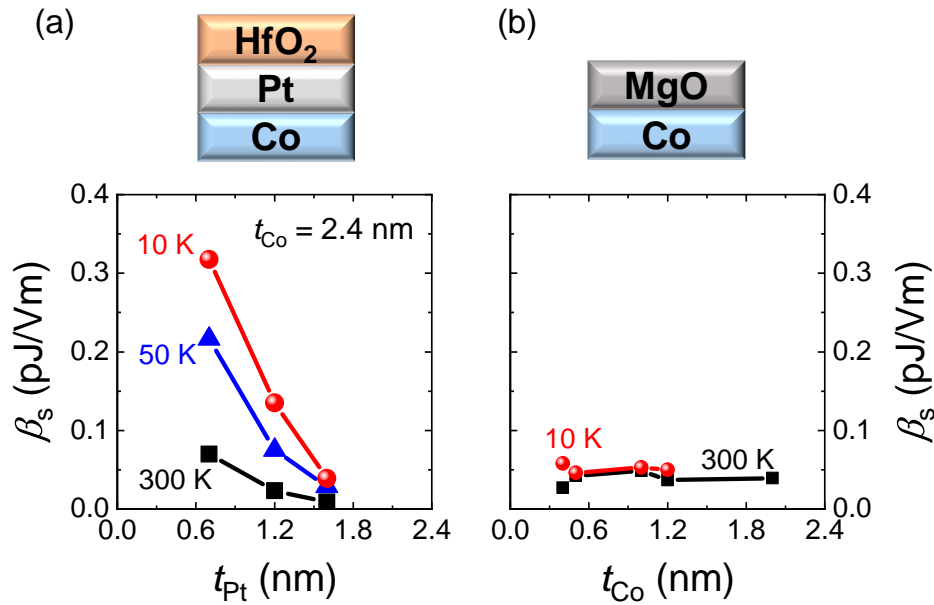 (a)
HfO₂
Pt
Co
0.4
0.3
0.2
0.1
0.0
βs (pJ/Vm)
tCo = 2.4 nm
10 K
50 K
300 K
0.0 0.6 1.2 1.8 2.4
tPt (nm)
(b)
MgO
Co
10 K
300 K
0.4
0.3
0.2
0.1
0.0
βs (pJ/Vm)
0.0 0.6 1.2 1.8 2.4
tCo (nm)